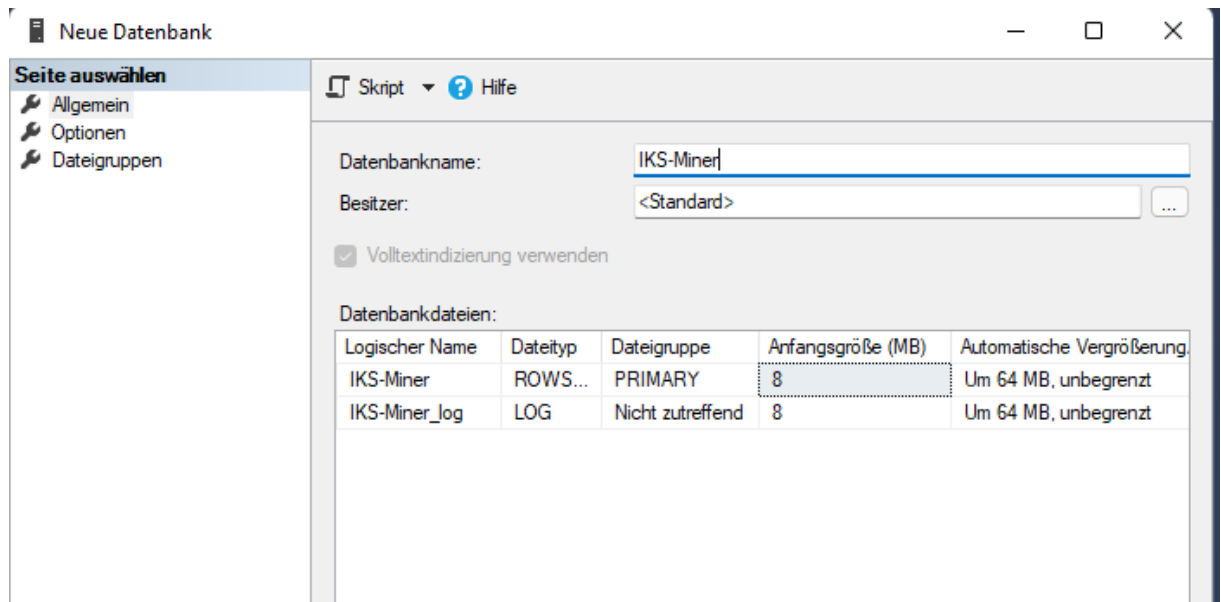 Neue Datenbank
Seite auswählen
Allgemein
Optionen
Dateigruppen
Skript Hilfe
Datenbankname: IKS-Miner
Besitzer: <Standard> ...
Volltextindizierung verwenden
Datenbankdateien:
Logischer Name Dateityp Dateigruppe Anfangsgröße (MB) Automatische Vergrößerung.
IKS-Miner ROWS... PRIMARY 8 Um 64 MB, unbegrenzt
IKS-Miner_log LOG Nicht zutreffend 8 Um 64 MB, unbegrenzt